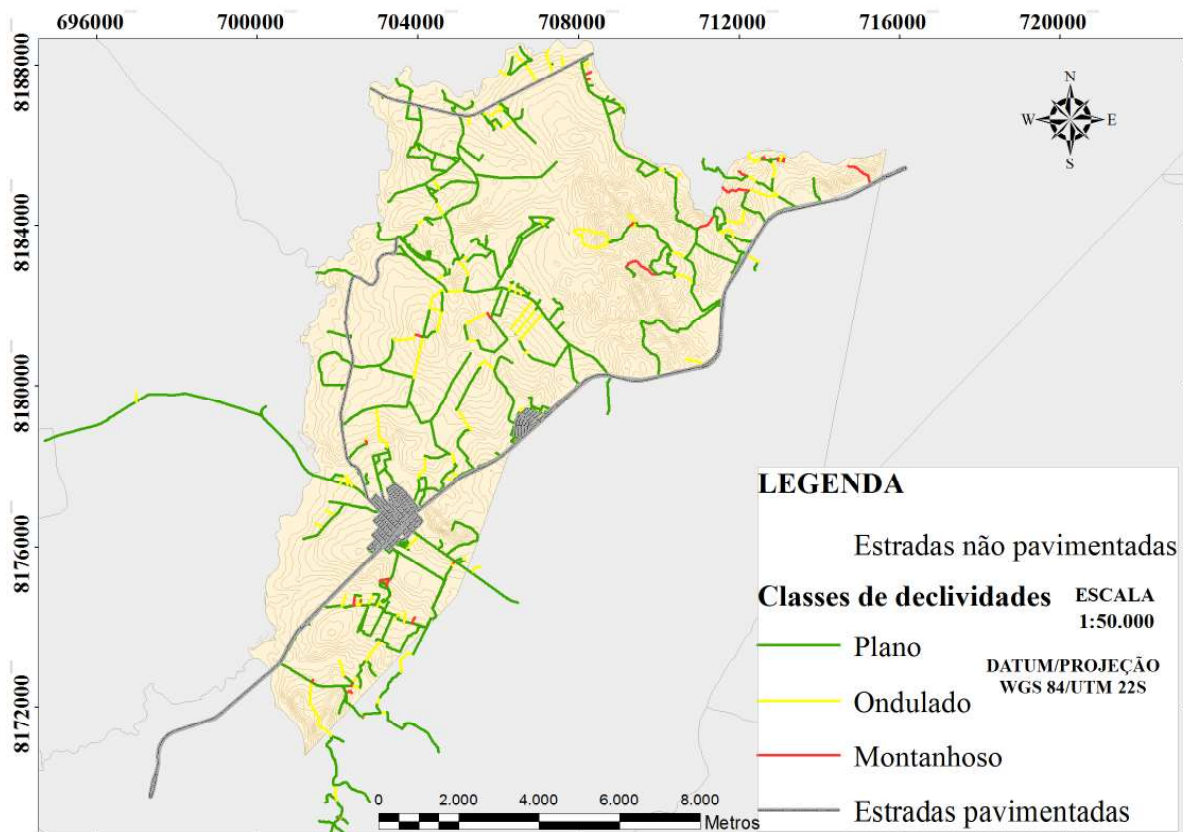 696000 700000 704000 708000 712000 716000 720000
8188000
8184000
8180000
8176000
8172000
N
W E
S
LEGENDA
Estradas não pavimentadas
Classes de declividades
ESCALA
1:50.000
Plano
DATUM/PROJEÇÃO
WGS 84/UTM 22S
Ondulado
Montanhoso
Estradas pavimentadas
0 2.000 4.000 6.000 8.000
Metros